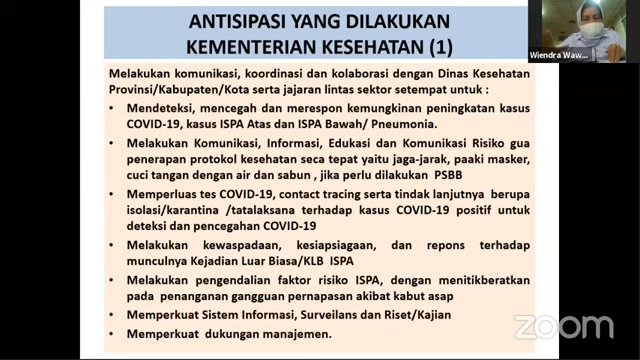 ANTISIPASI YANG DILAKUKAN
KEMENTERIAN KESEHATAN (1)
Wiendra Waw...
Melakukan komunikasi, koordinasi dan kolaborasi dengan Dinas Kesehatan
Provinsi/Kabupaten/Kota serta jajaran lintas sektor setempat untuk :
• Mendeteksi, mencegah dan merespon kemungkinan peningkatan kasus
COVID-19, kasus ISPA Atas dan ISPA Bawah/ Pneumonia.
• Melakukan Komunikasi, Informasi, Edukasi dan Komunikasi Risiko gua
penerapan protokol kesehatan seca tepat yaitu jaga-jarak, paaki masker,
cuci tangan dengan air dan sabun , jika perlu dilakukan PSBB
• Memperluas tes COVID-19, contact tracing serta tindak lanjutnya berupa
isolasi/karantina /tatalaksana terhadap kasus COVID-19 positif untuk
deteksi dan pencegahan COVID-19
• Melakukan kewaspadaan, kesiapsiagaan, dan repons terhadap
munculnya Kejadian Luar Biasa/KLB ISPA
• Melakukan pengendalian faktor risiko ISPA, dengan menitikberatkan
pada penanganan gangguan pernapasan akibat kabut asap
• Memperkuat Sistem Informasi, Surveilans dan Riset/Kajian
• Memperkuat dukungan manajemen.
zoom